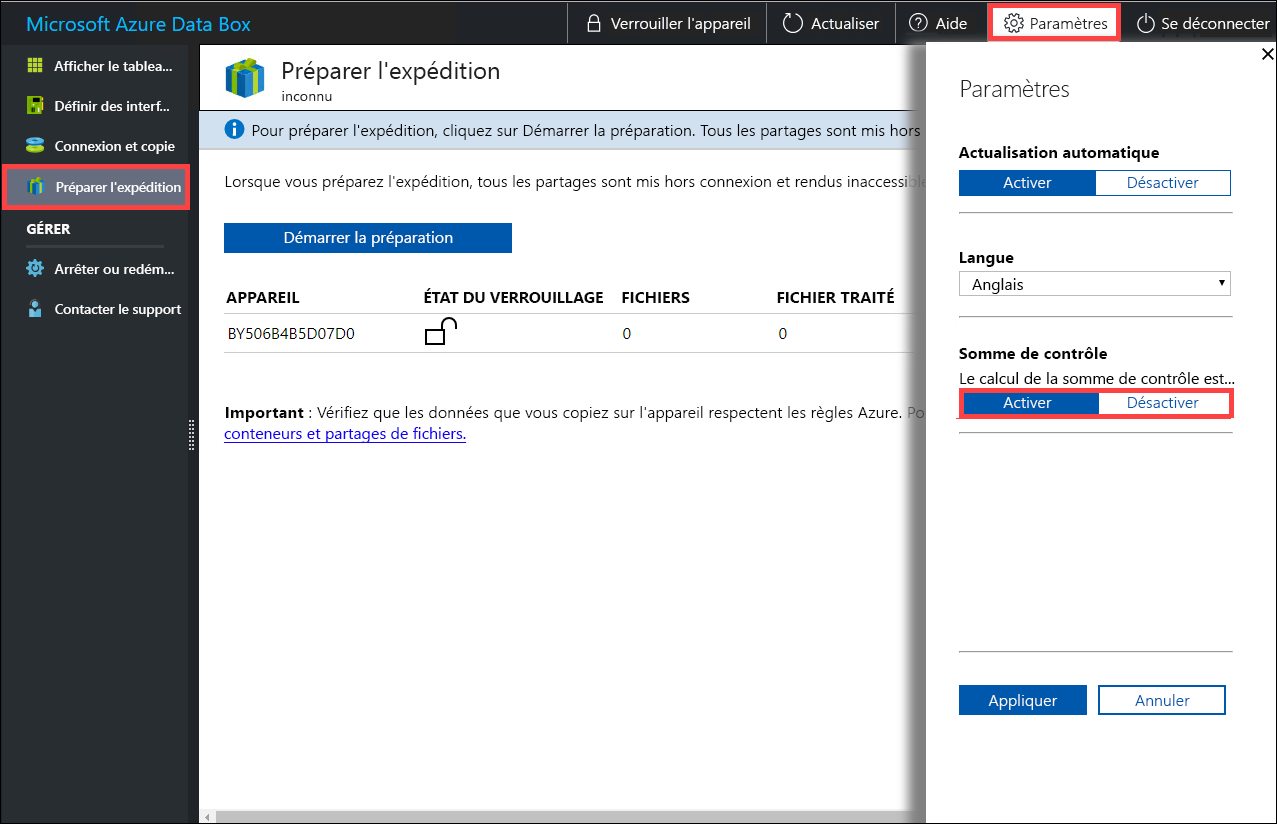 Microsoft Azure Data Box
Verrouiller l'appareil
Actualiser
Aide
Paramètres
Se déconnecter
Afficher le tablea...
Définir des interf...
Connexion et copie
Préparer l'expédition
GÉRER
Arrêter ou redém...
Contacter le support
Préparer l'expédition
inconnu
Pour préparer l'expédition, cliquez sur Démarrer la préparation. Tous les partages sont mis hors
Lorsque vous préparez l'expédition, tous les partages sont mis hors connexion et rendus inaccessible
Démarrer la préparation
APPAREIL ÉTAT DU VERROUILLAGE FICHIERS FICHIER TRAITÉ
BY506B4B5D07D0 0 0
Important : Vérifiez que les données que vous copiez sur l'appareil respectent les règles Azure.
conteneurs et partages de fichiers.
Paramètres
Actualisation automatique
Activer Désactiver
Langue
Anglais
Somme de contrôle
Le calcul de la somme de contrôle est...
Activer Désactiver
Appliquer Annuler